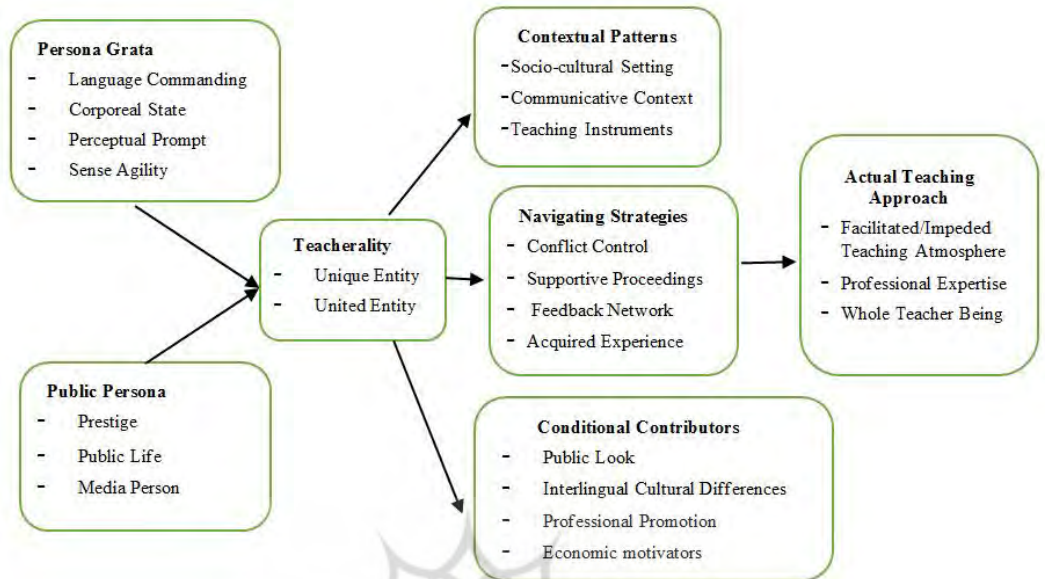 Persona Grata
- Language Commanding
- Corporeal State
- Perceptual Prompt
- Sense Agility
Public Persona
- Prestige
- Public Life
- Media Person
Teacherality
- Unique Entity
- United Entity
Contextual Patterns
-Socio-cultural Setting
-Communicative Context
-Teaching Instruments
Navigating Strategies
- Conflict Control
- Supportive Proceedings
- Feedback Network
- Acquired Experience
Conditional Contributors
- Public Look
- Interlingual Cultural Differences
- Professional Promotion
- Economic motivators
Actual Teaching
Approach
- Facilitated/Impeded
Teaching Atmosphere
- Professional Expertise
- Whole Teacher Being